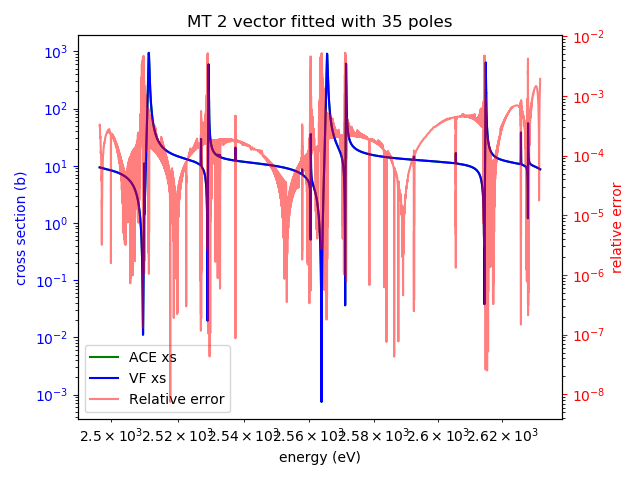 MT 2 vector fitted with 35 poles
10³
10²
10¹
10⁰
10⁻¹
10⁻²
10⁻³
cross section (b)
10⁻²
10⁻³
10⁻⁴
10⁻⁵
10⁻⁶
10⁻⁷
10⁻⁸
relative error
ACE xs
VF xs
Relative error
2.5 × 10³ 2.52 × 10³ 2.54 × 10³ 2.56 × 10³ 2.58 × 10³ 2.6 × 10³ 2.62 × 10³
energy (eV)